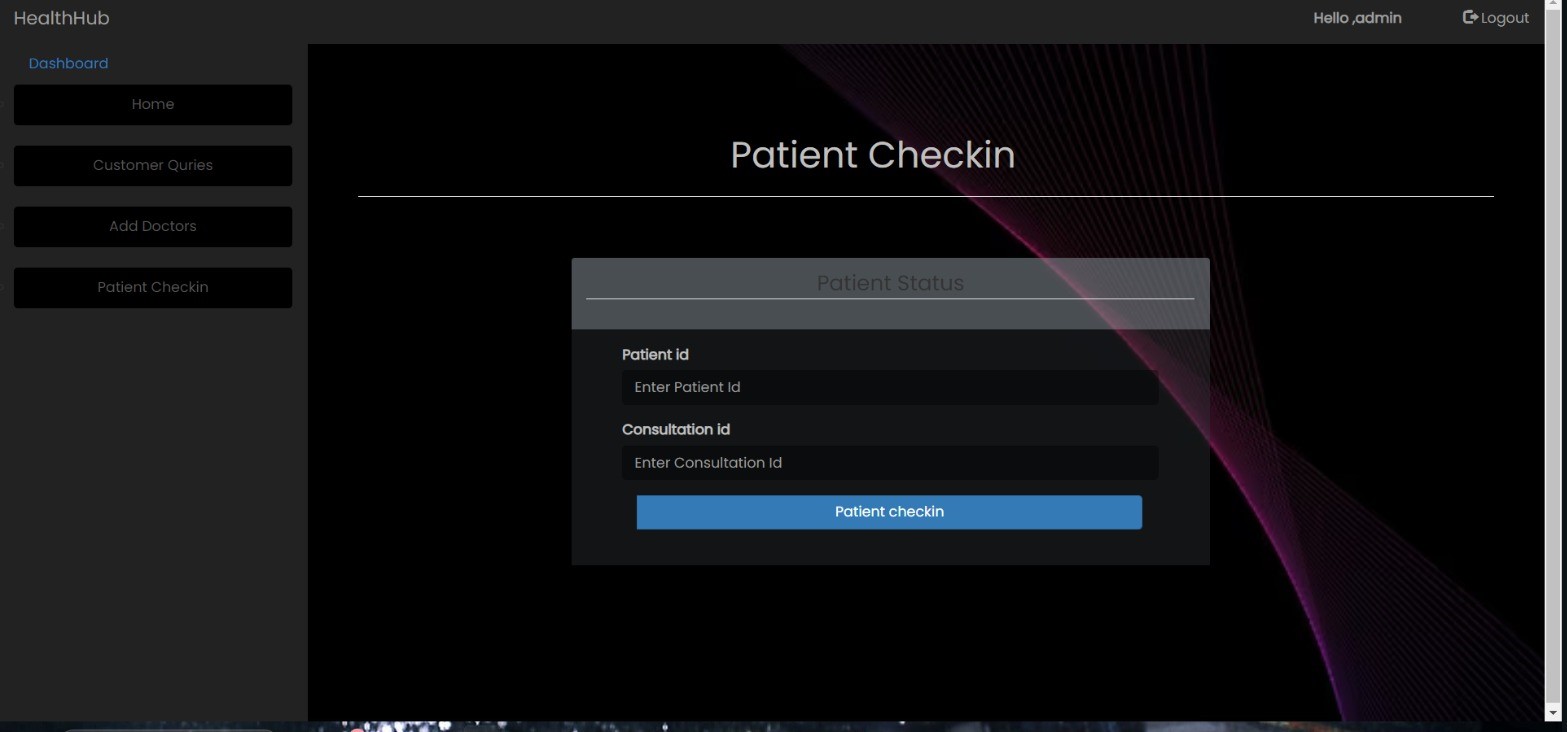 HealthHub
Hello ,admin
Logout
Dashboard
Home
Customer Quries
Add Doctors
Patient Checkin
Patient Checkin
Patient Status
Patient id
Enter Patient Id
Consultation id
Enter Consultation Id
Patient checkin